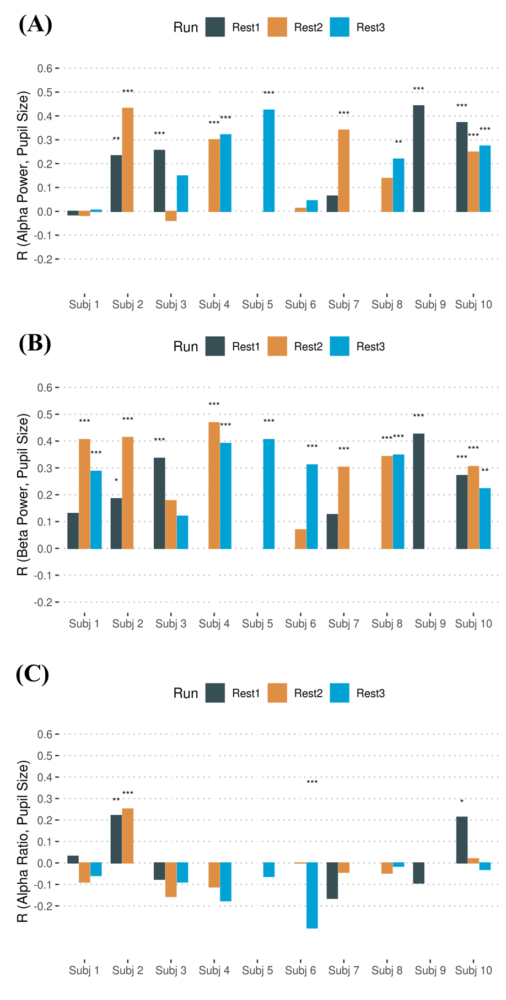 (A)
Run Rest1 Rest2 Rest3
R (Alpha Power, Pupil Size)
0.6
0.5
0.4
0.3
0.2
0.1
0.0
-0.1
-0.2
*** ***
** *** *** *** *** *** ** *** *** *** ***
Subj 1 Subj 2 Subj 3 Subj 4 Subj 5 Subj 6 Subj 7 Subj 8 Subj 9 Subj 10
(B)
Run Rest1 Rest2 Rest3
R (Beta Power, Pupil Size)
0.6
0.5
0.4
0.3
0.2
0.1
0.0
-0.1
-0.2
*** *** * *** *** *** *** *** *** *** *** *** *** *** *** **
Subj 1 Subj 2 Subj 3 Subj 4 Subj 5 Subj 6 Subj 7 Subj 8 Subj 9 Subj 10
(C)
Run Rest1 Rest2 Rest3
R (Alpha Ratio, Pupil Size)
0.6
0.5
0.4
0.3
0.2
0.1
0.0
-0.1
-0.2
** *** *** *
Subj 1 Subj 2 Subj 3 Subj 4 Subj 5 Subj 6 Subj 7 Subj 8 Subj 9 Subj 10